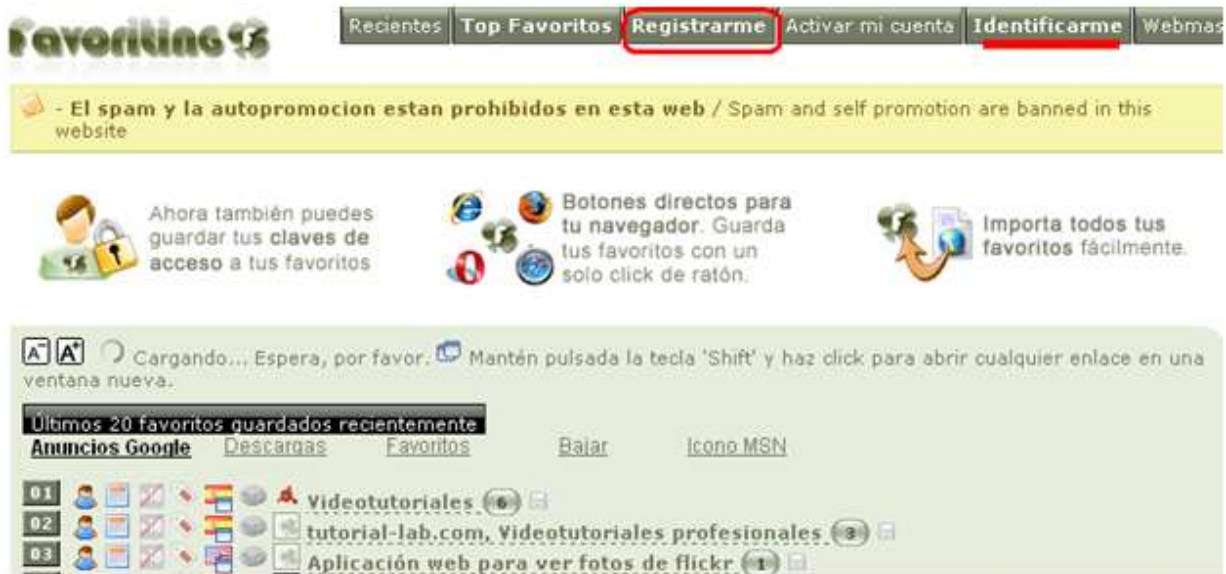 Favoriting
Recientes Top Favoritos Registrarme Activar mi cuenta Identificarme Webmas
- El spam y la autopromocion estan prohibidos en esta web / Spam and self promotion are banned in this
website
Ahora también puedes
guardar tus claves de
acceso a tus favoritos
Botones directos para
tu navegador. Guarda
tus favoritos con un
solo click de ratón.
Importa todos tus
favoritos fácilmente.
A- A+ Cargando... Espera, por favor. Mantén pulsada la tecla 'Shift' y haz click para abrir cualquier enlace en una
ventana nueva.
Últimos 20 favoritos guardados recientemente
Anuncios Google Descargas Favoritos Bajar Icono MSN
01 Videotutoriales 6
02 tutorial-lab.com, Videotutoriales profesionales 3
03 Aplicación web para ver fotos de flickr 1